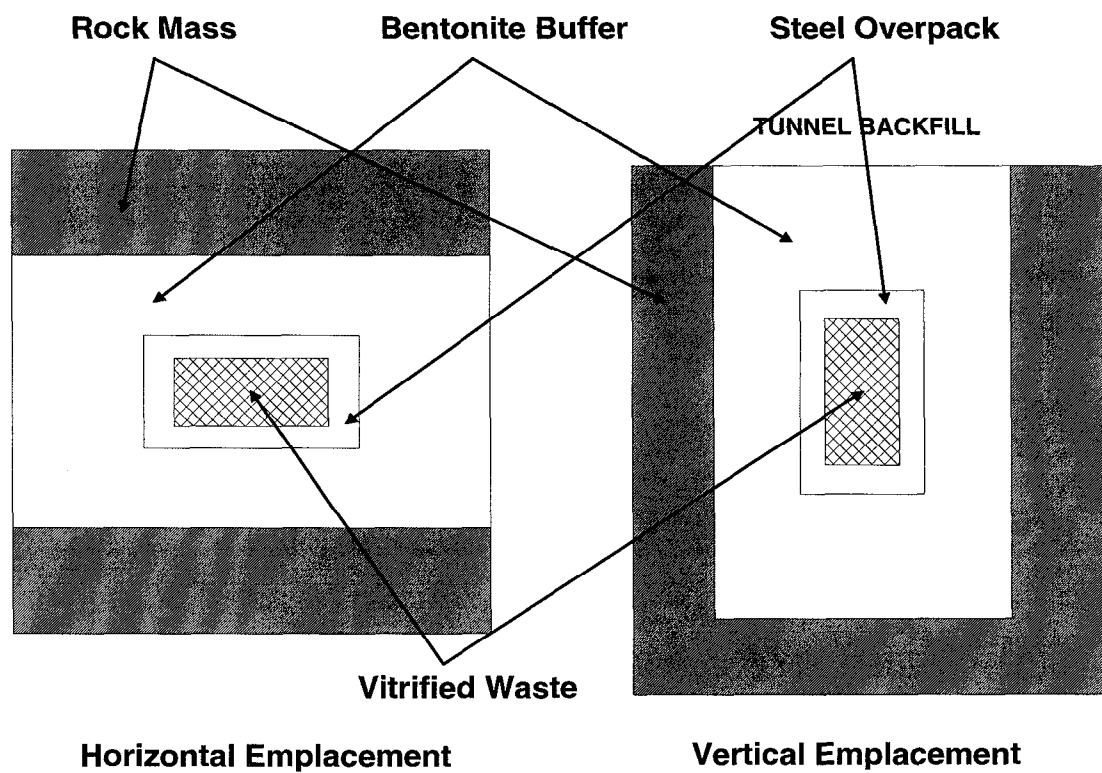 Rock Mass
Bentonite Buffer
Steel Overpack
TUNNEL BACKFILL
Vitrified Waste
Horizontal Emplacement
Vertical Emplacement